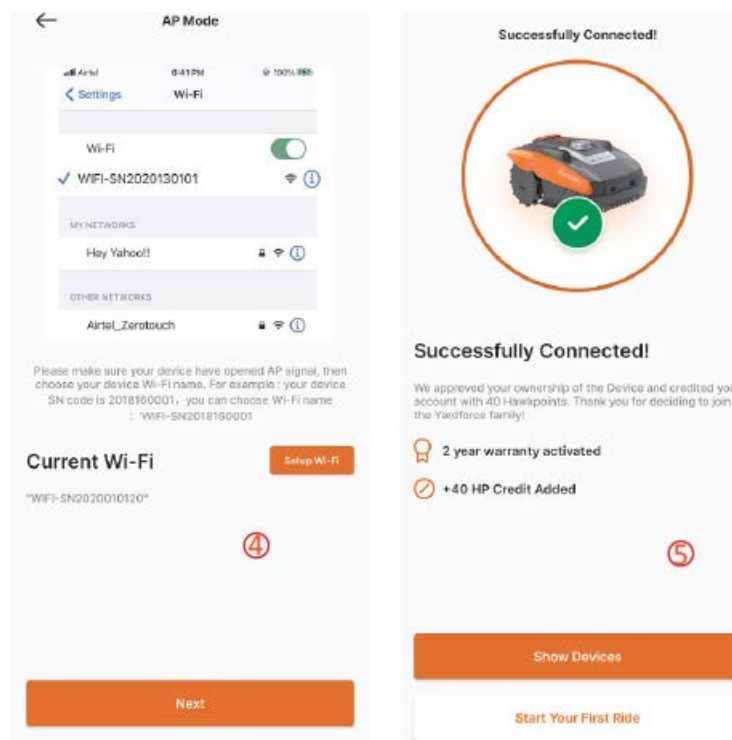 AP Mode
Airtel 6:41 PM 100%
Settings Wi-Fi
Wi-Fi
WIFI-SN2020130101
MY NETWORKS
Hey Yahoo!!
OTHER NETWORKS
Airtel_Zerotouch
Please make sure your device have opened AP signal, then
choose your device Wi-Fi name. For example : your device
SN code is 2018160001, you can choose Wi-Fi name
: 'WIFI-SN2018160001
Current Wi-Fi
Setup Wi-Fi
"WIFI-SN2020010120"
④
Next
Successfully Connected!
Successfully Connected!
We approved your ownership of the Device and credited you
account with 40 Hawkpoints. Thank you for deciding to join
the Yardforce family!
2 year warranty activated
+40 HP Credit Added
⑤
Show Devices
Start Your First Ride